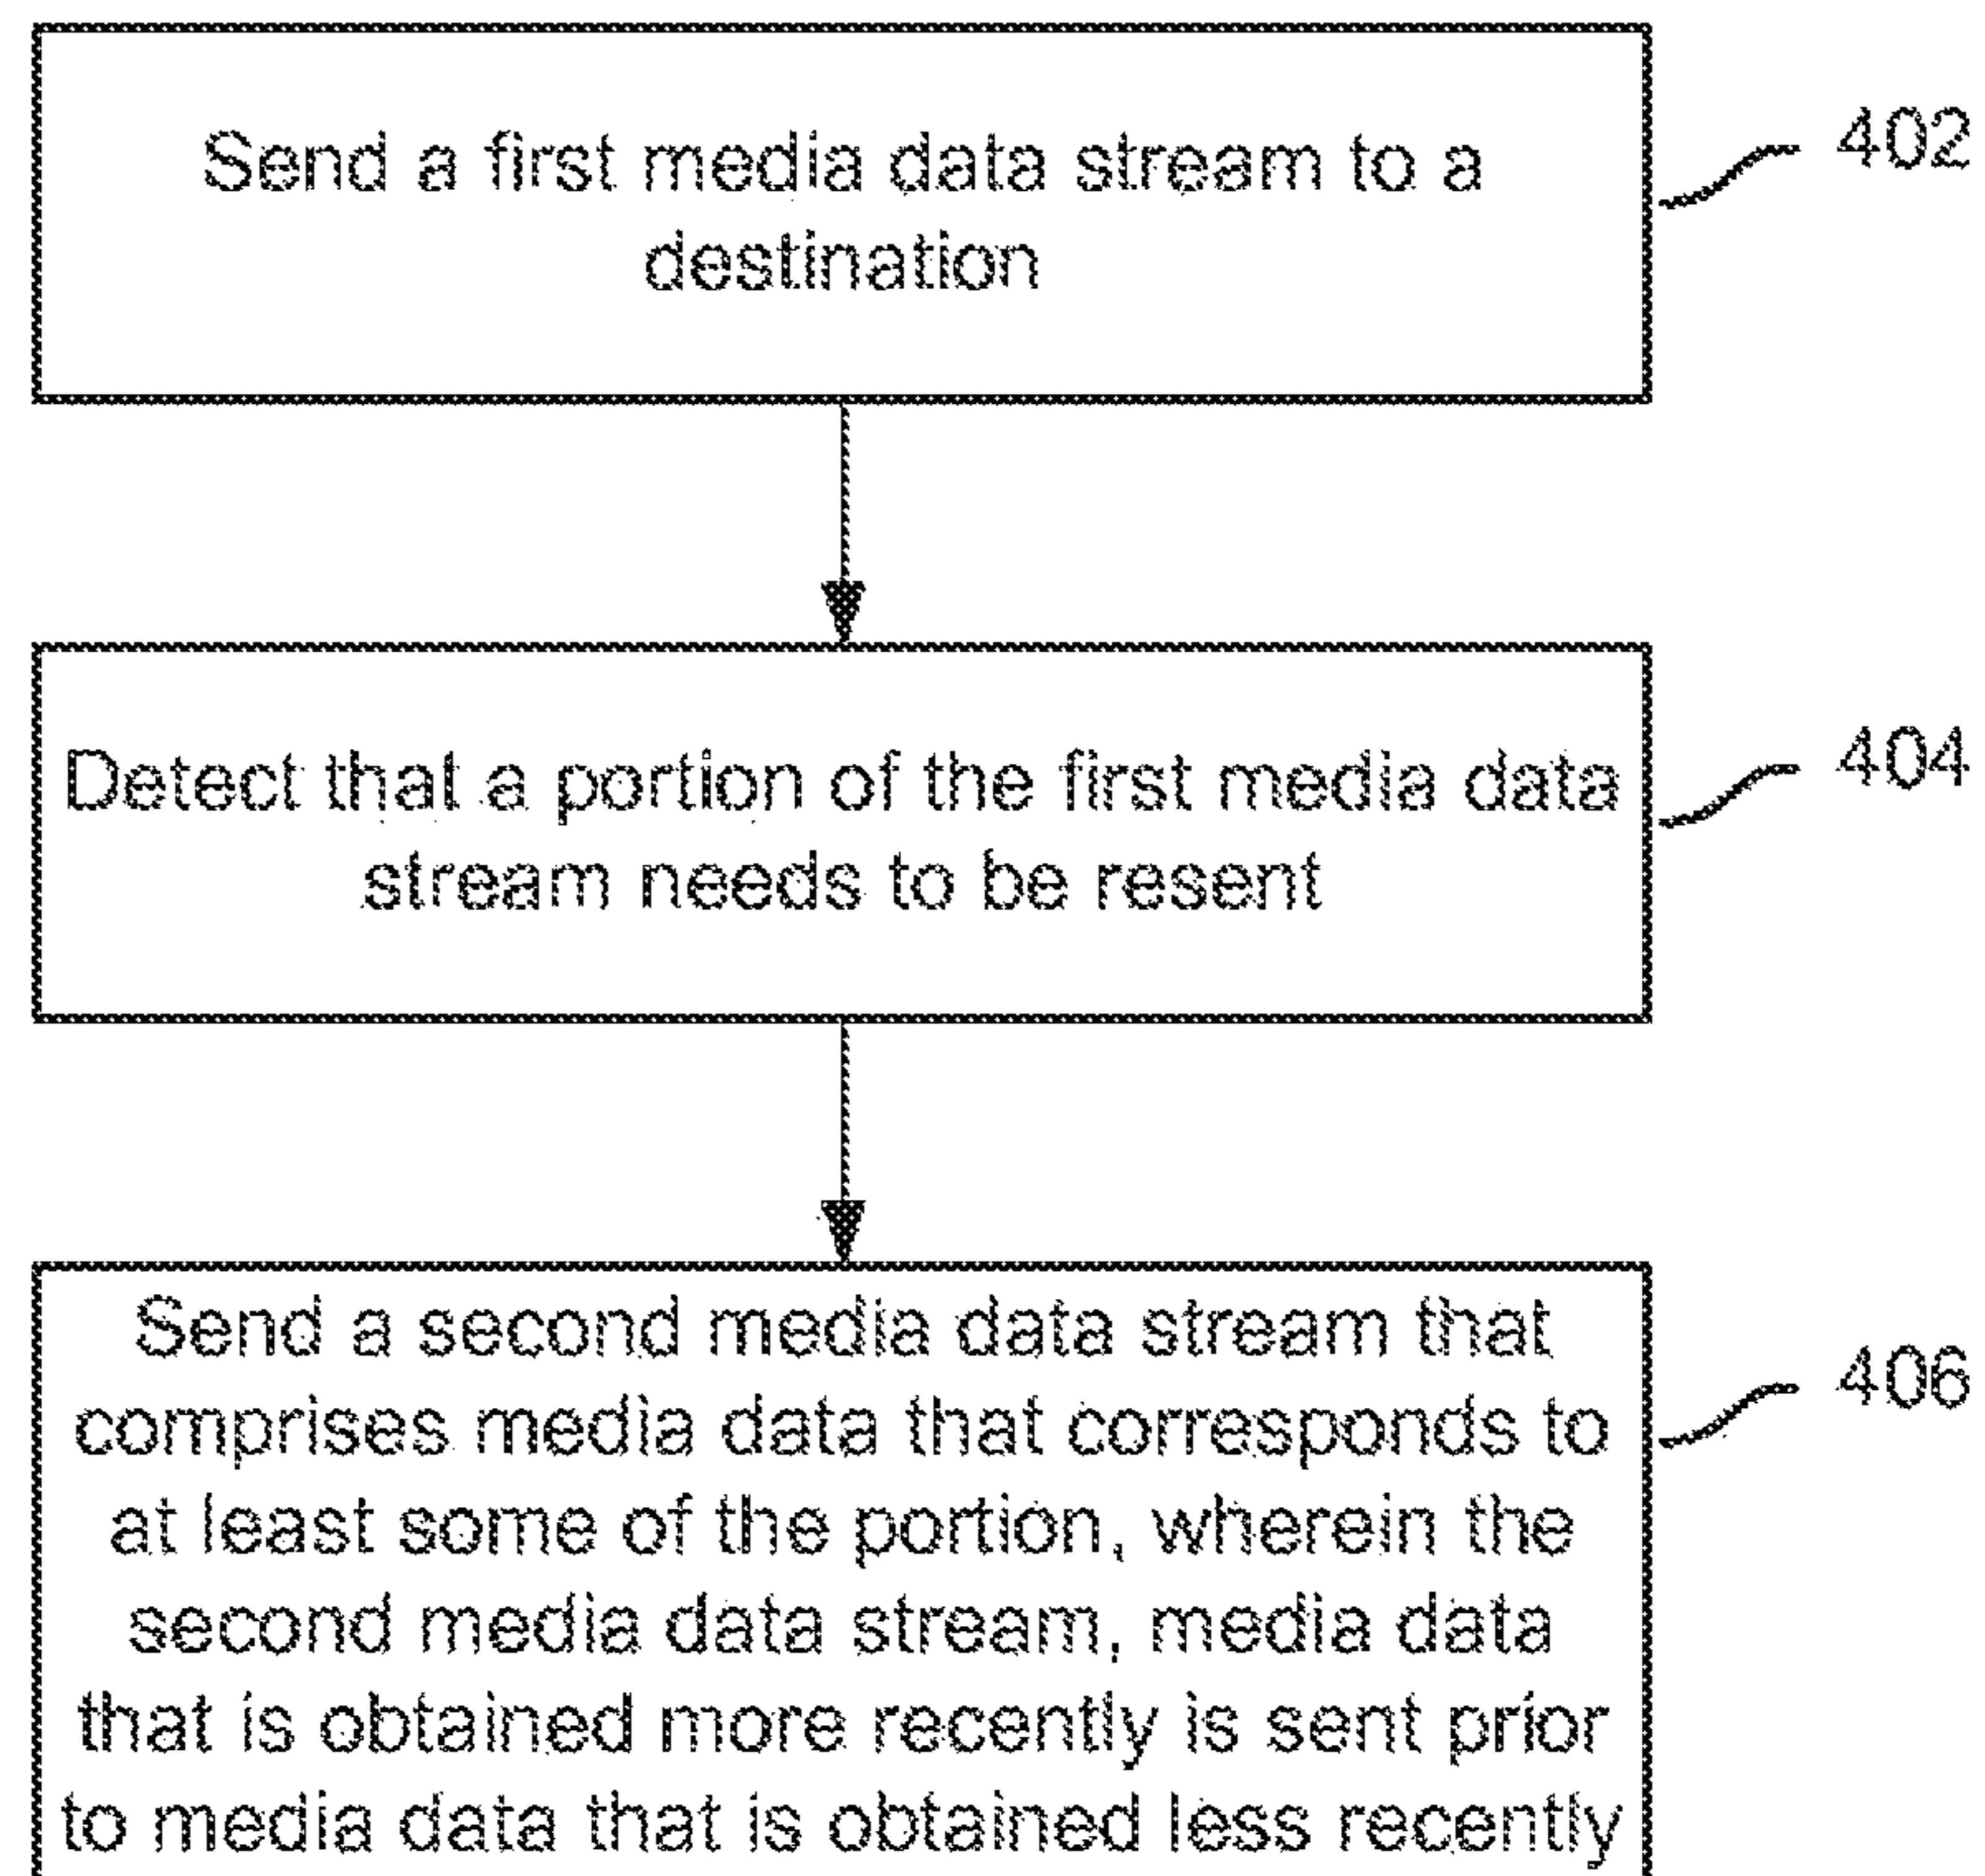 Send a first media data stream to a
destination
402
Detect that a portion of the first media data
stream needs to be resent
404
Send a second media data stream that
comprises media data that corresponds to
at least some of the portion, wherein the
second media data stream, media data
that is obtained more recently is sent prior
to media data that is obtained less recently
406